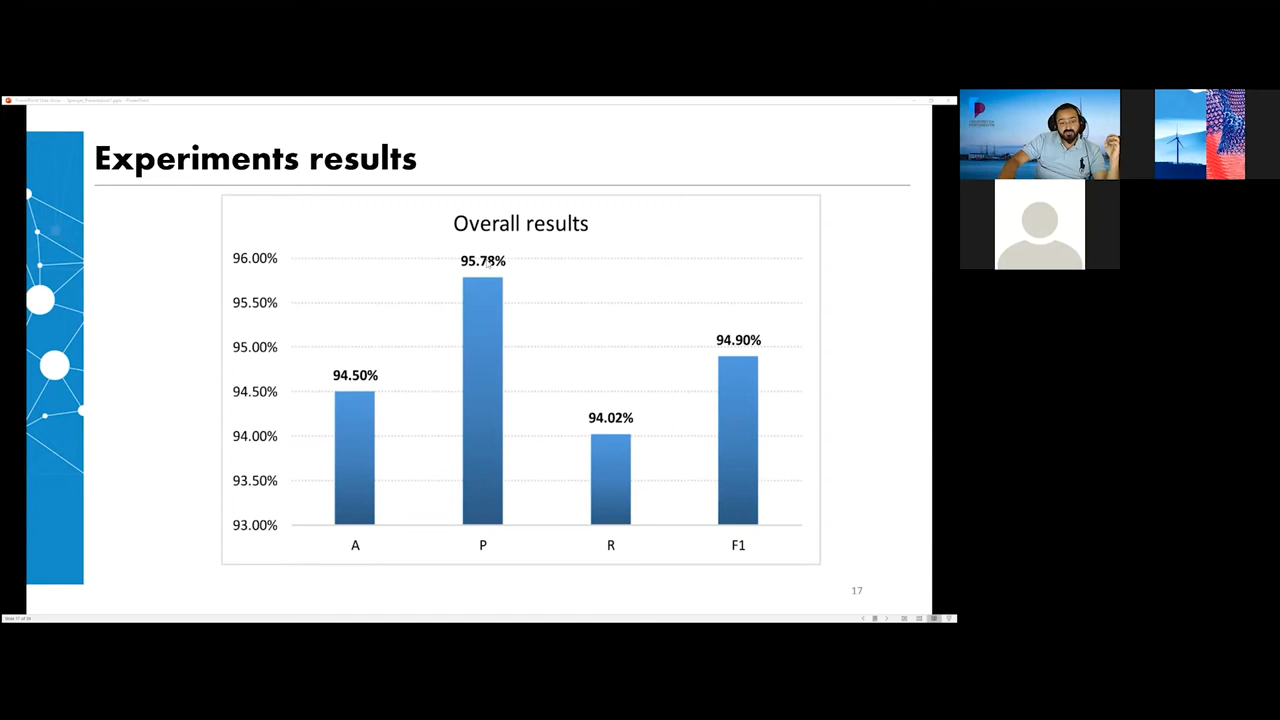 Experiments results
Overall results
96.00%
95.50%
95.00%
94.50%
94.00%
93.50%
93.00%
94.50%
95.78%
94.02%
94.90%
A
P
R
F1
17